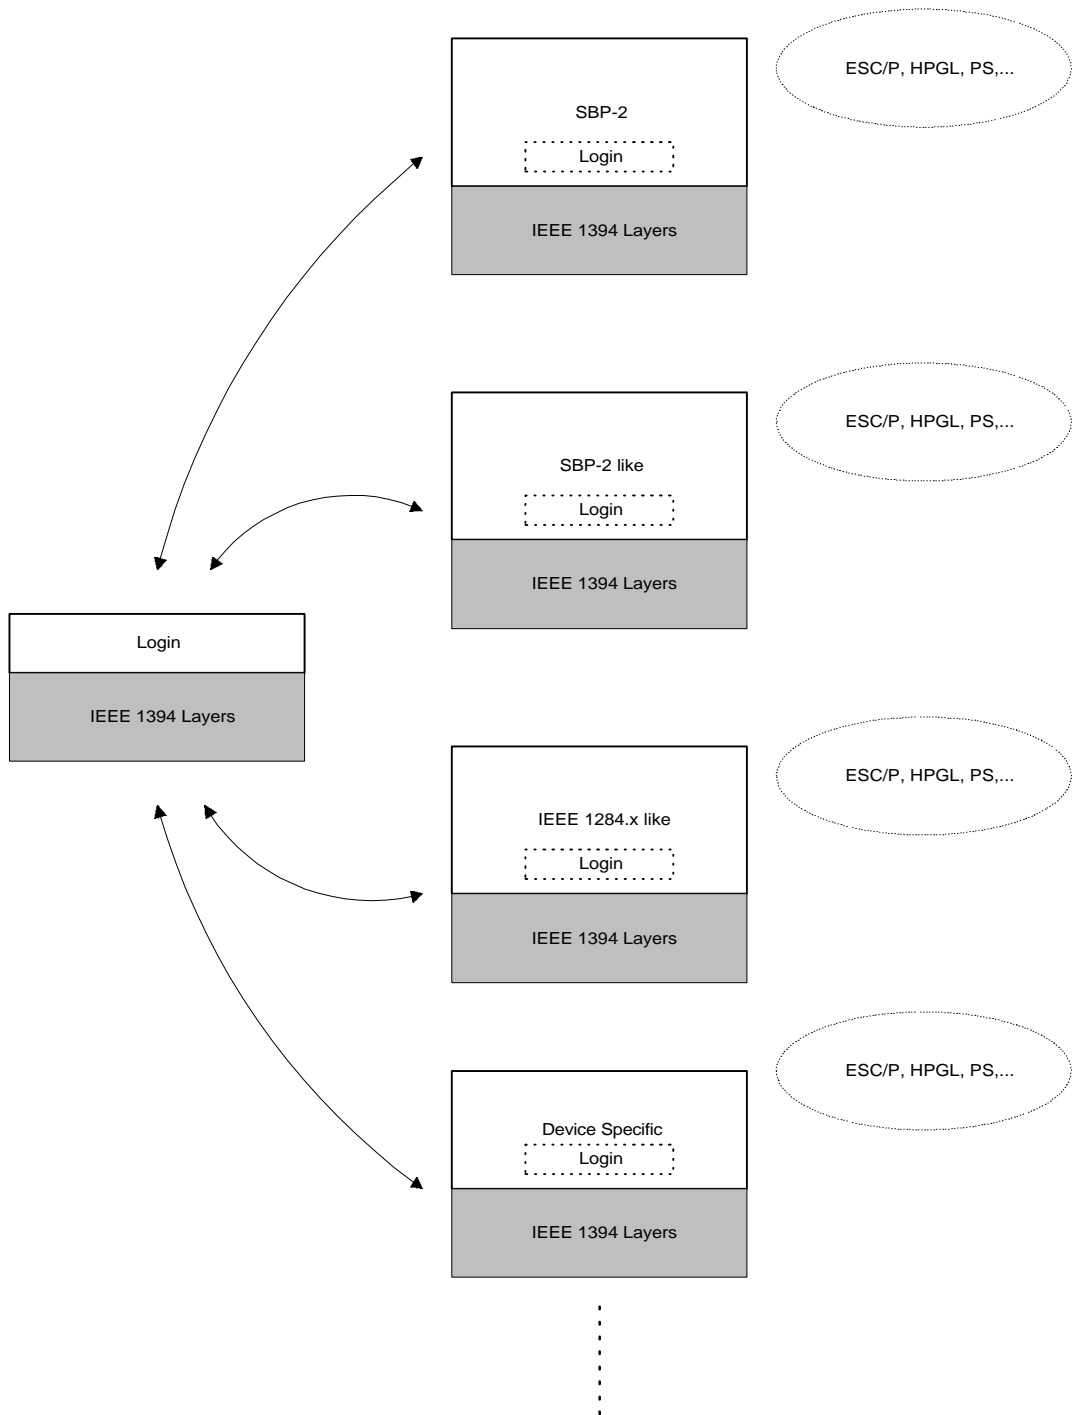 ESC/P, HPGL, PS,...
SBP-2
Login
IEEE 1394 Layers
ESC/P, HPGL, PS,...
SBP-2 like
Login
IEEE 1394 Layers
Login
IEEE 1394 Layers
ESC/P, HPGL, PS,...
IEEE 1284.x like
Login
IEEE 1394 Layers
ESC/P, HPGL, PS,...
Device Specific
Login
IEEE 1394 Layers